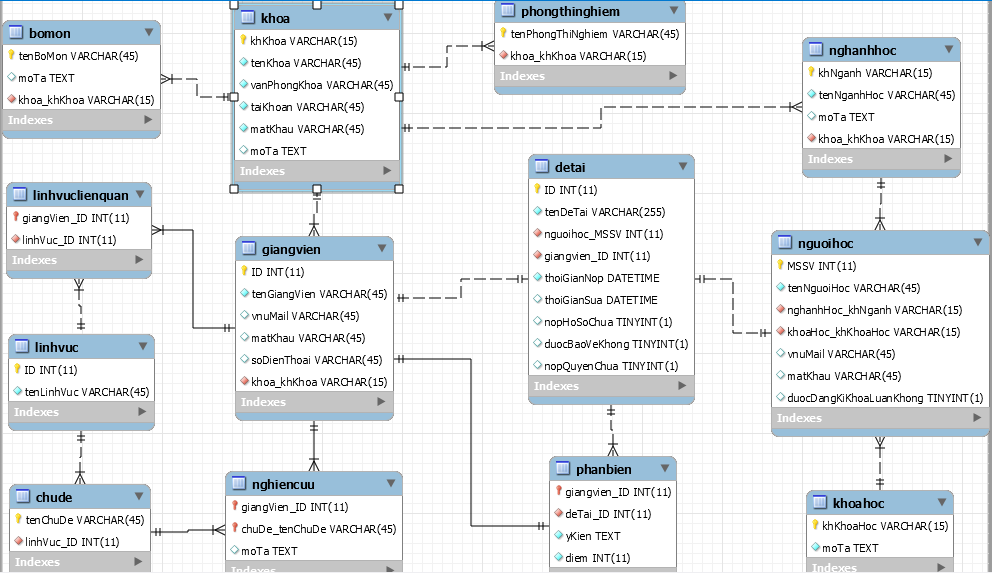 bomon
tenBoMon VARCHAR(45)
moTa TEXT
khoa_khKhoa VARCHAR(15)
Indexes
khoa
khKhoa VARCHAR(15)
tenKhoa VARCHAR(45)
vanPhongKhoa VARCHAR(45)
taiKhoan VARCHAR(45)
matKhau VARCHAR(45)
moTa TEXT
Indexes
phongthinghiem
tenPhongThiNghiem VARCHAR(45)
khoa_khKhoa VARCHAR(15)
Indexes
nghanhhoc
khNganh VARCHAR(15)
tenNganhHoc VARCHAR(45)
moTa TEXT
khoa_khKhoa VARCHAR(15)
Indexes
linhvuclienquan
giangVien_ID INT(11)
linhVuc_ID INT(11)
Indexes
giangvien
ID INT(11)
tenGiangVien VARCHAR(45)
vnuMail VARCHAR(45)
matKhau VARCHAR(45)
soDienThoai VARCHAR(45)
khoa_khKhoa VARCHAR(15)
Indexes
detai
ID INT(11)
tenDeTai VARCHAR(255)
nguoihoc_MSSV INT(11)
giangvien_ID INT(11)
thoiGianNop DATETIME
thoiGianSua DATETIME
nopHoSoChua TINYINT(1)
duocBaoVeKhong TINYINT(1)
nopQuyenChua TINYINT(1)
Indexes
nguoihoc
MSSV INT(11)
tenNguoiHoc VARCHAR(45)
nghanhHoc_khNganh VARCHAR(15)
khoaHoc_khKhoaHoc VARCHAR(15)
vnuMail VARCHAR(45)
matKhau VARCHAR(45)
duocDangKiKhoaLuanKhong TINYINT(1)
Indexes
linhvuc
ID INT(11)
tenLinhVuc VARCHAR(45)
Indexes
chude
tenChuDe VARCHAR(45)
linhVuc_ID INT(11)
Indexes
nghiencuu
giangVien_ID INT(11)
chuDe_tenChuDe VARCHAR(45)
moTa TEXT
Indexes
phanbien
giangvien_ID INT(11)
deTai_ID INT(11)
yKien TEXT
diem INT(11)
khoahoc
khKhoaHoc VARCHAR(15)
moTa TEXT
Indexes